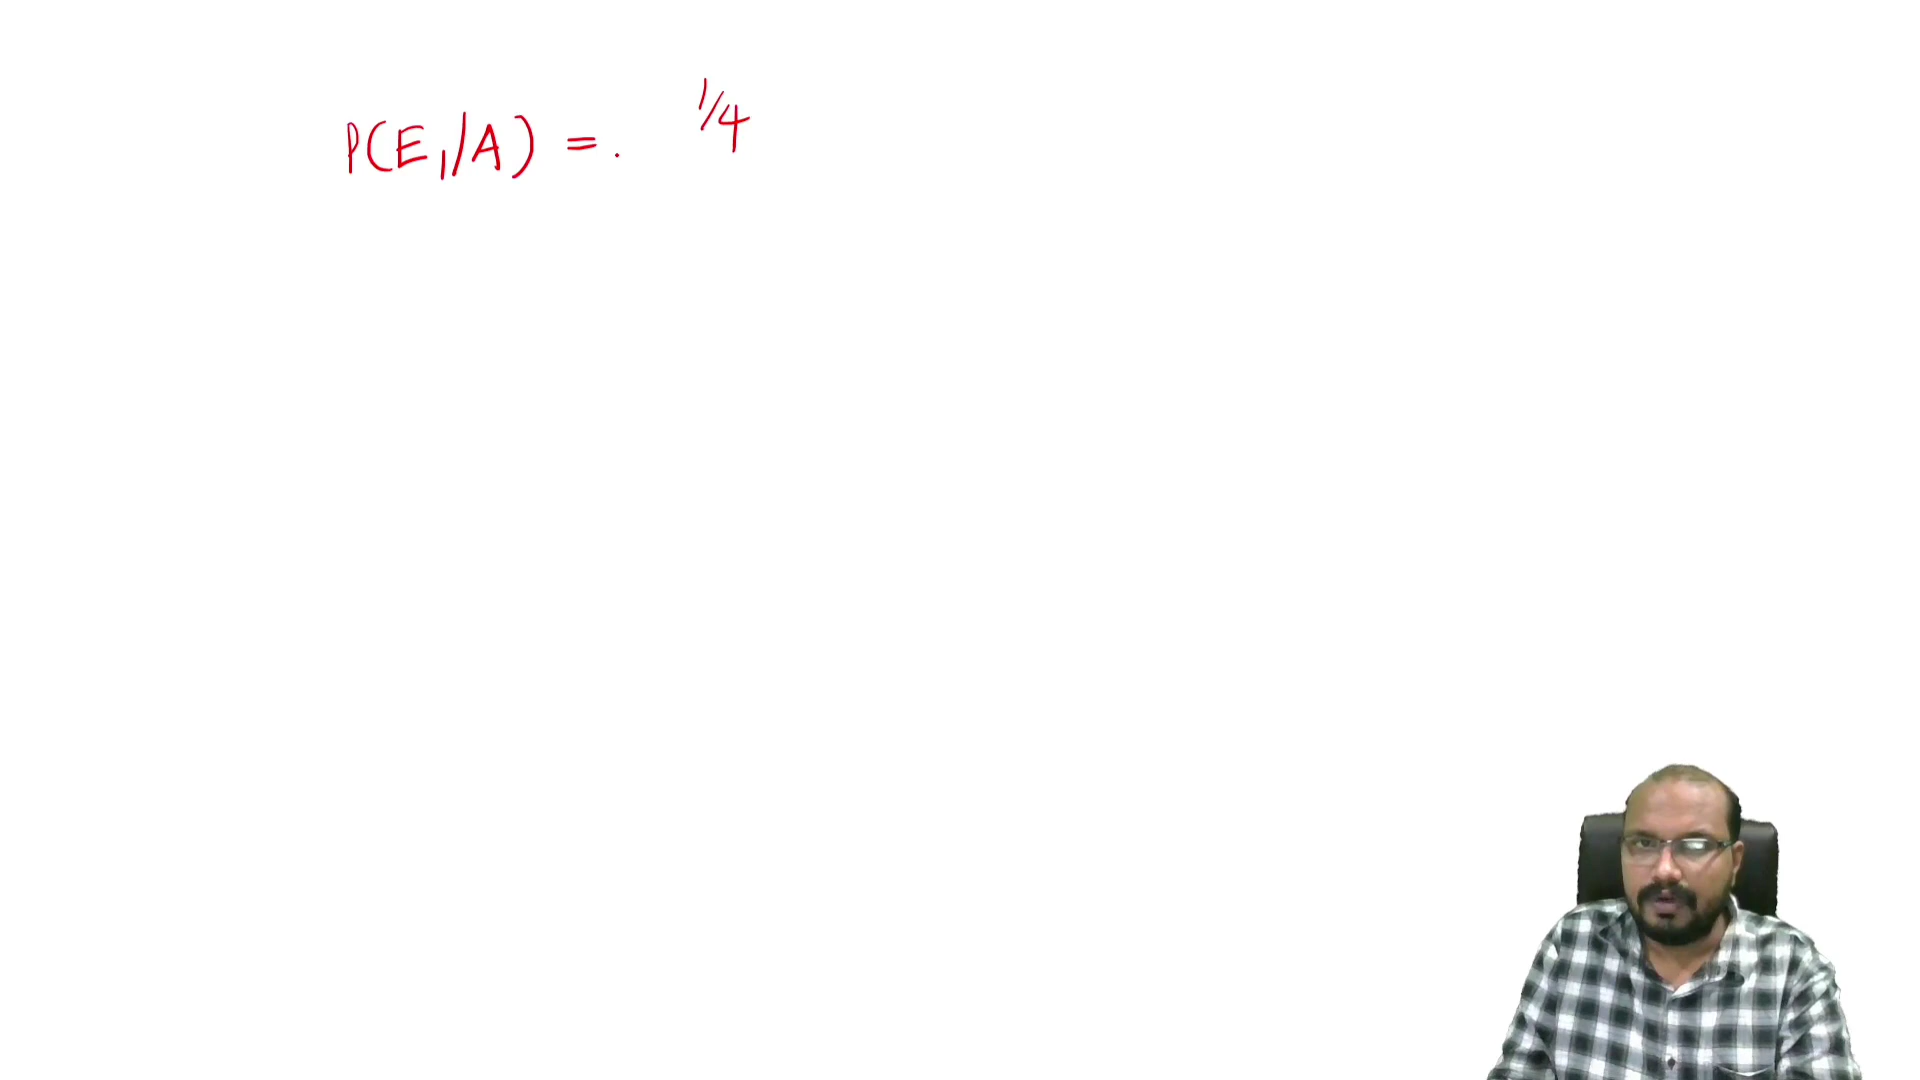 P(E₁/A) = . 1/4